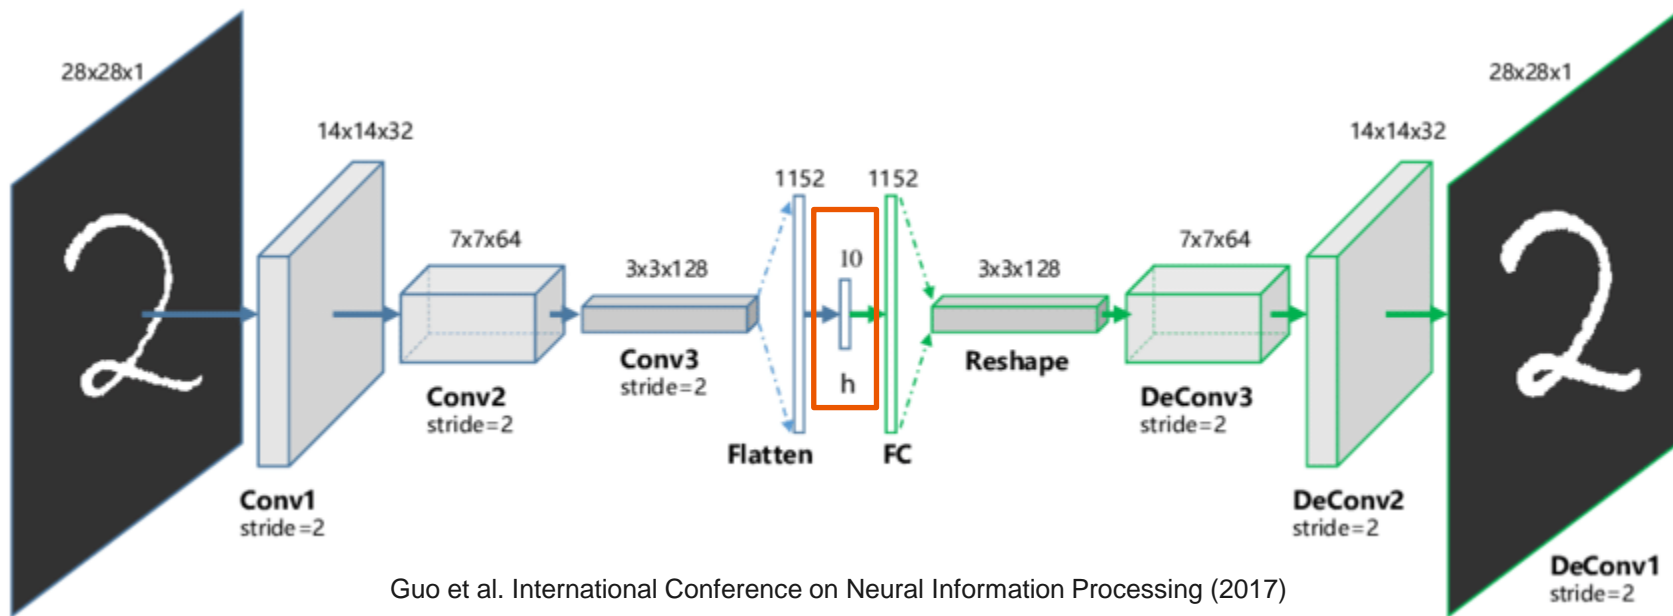 28x28x1
14x14x32
7x7x64
3x3x128
1152
10
h
1152
3x3x128
7x7x64
14x14x32
28x28x1
Conv1
stride=2
Conv2
stride=2
Conv3
stride=2
Flatten
FC
Reshape
DeConv3
stride=2
DeConv2
stride=2
DeConv1
stride=2
2
2
Guo et al. International Conference on Neural Information Processing (2017)